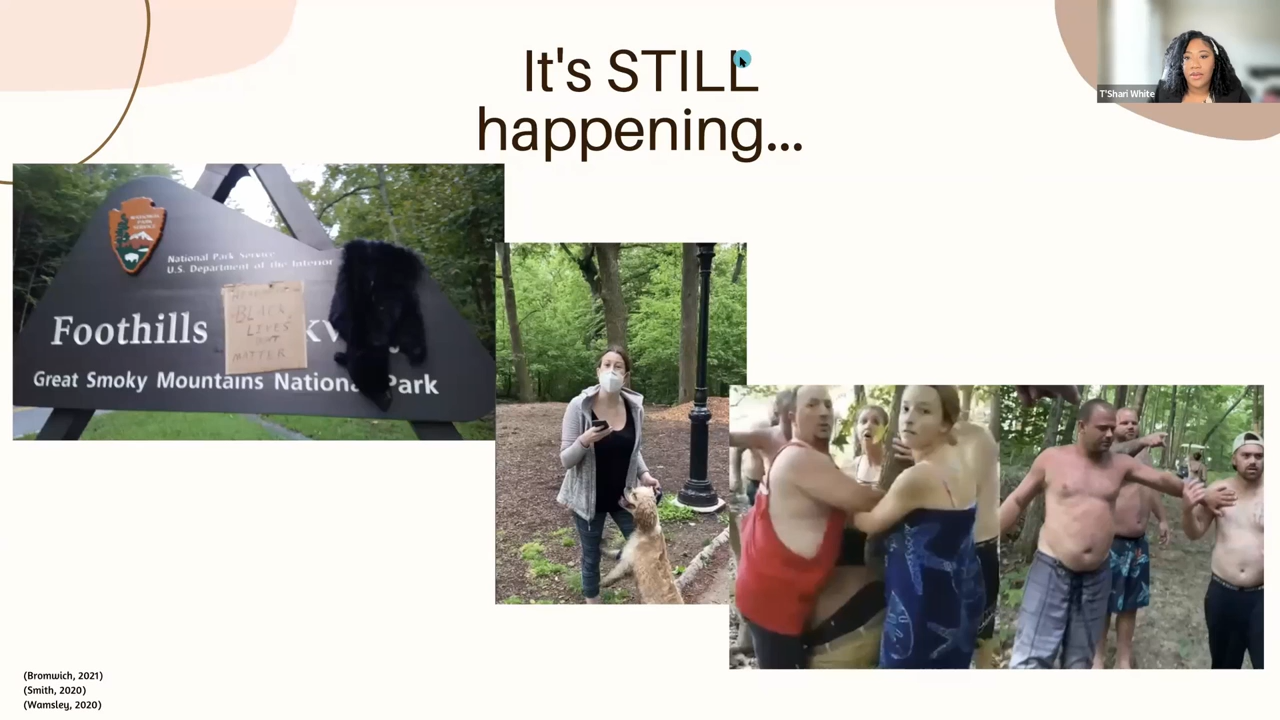 It's STILL
happening...
T'Shari White
National Park Service
U.S. Department of the Interior
BLACK
LIVES
MATTER
Foothills
Great Smoky Mountains National Park
(Bromwich, 2021)
(Smith, 2020)
(Wamsley, 2020)